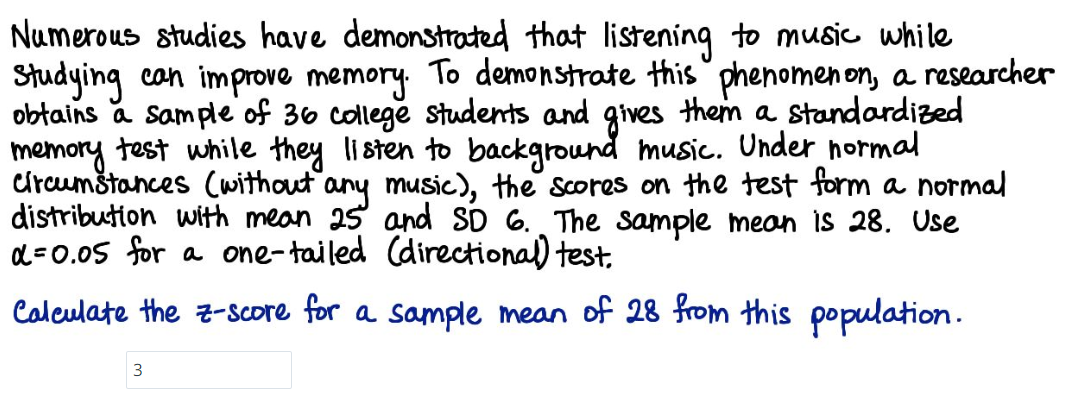 Numerous studies have demonstrated that listening to music while
studying can improve memory. To demonstrate this phenomenon, a researcher
obtains a sample of 36 college students and gives them a standardized
memory test while they listen to background music. Under normal
circumstances (without any music), the scores on the test form a normal
distribution with mean 25 and SD 6. The sample mean is 28. Use
α=0.05 for a one-tailed (directional) test.
Calculate the z-score for a sample mean of 28 from this population.
3